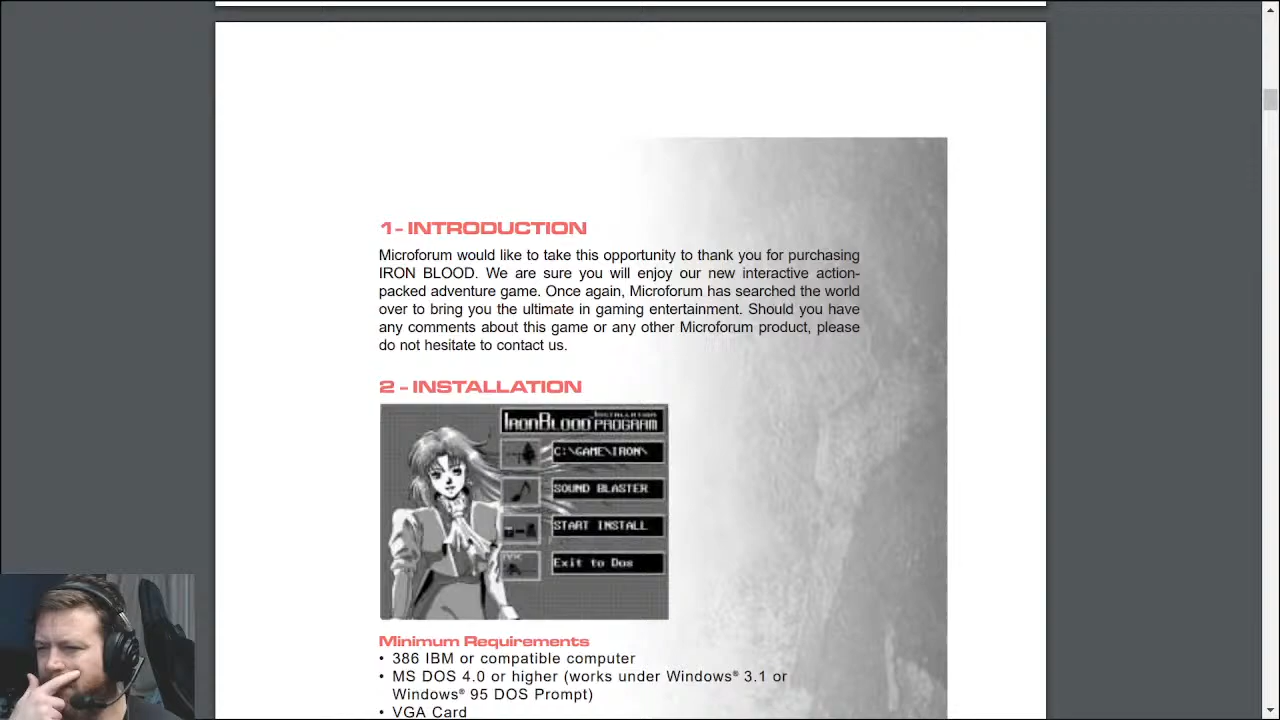 1- INTRODUCTION
Microforum would like to take this opportunity to thank you for purchasing
IRON BLOOD. We are sure you will enjoy our new interactive action-
packed adventure game. Once again, Microforum has searched the world
over to bring you the ultimate in gaming entertainment. Should you have
any comments about this game or any other Microforum product, please
do not hesitate to contact us.
2 - INSTALLATION
INSTALLATION
IRONBLOOD PROGRAM
C:\GAME\IRON\
SOUND BLASTER
START INSTALL
Exit to Dos
Minimum Requirements
• 386 IBM or compatible computer
• MS DOS 4.0 or higher (works under Windows® 3.1 or
Windows® 95 DOS Prompt)
• VGA Card